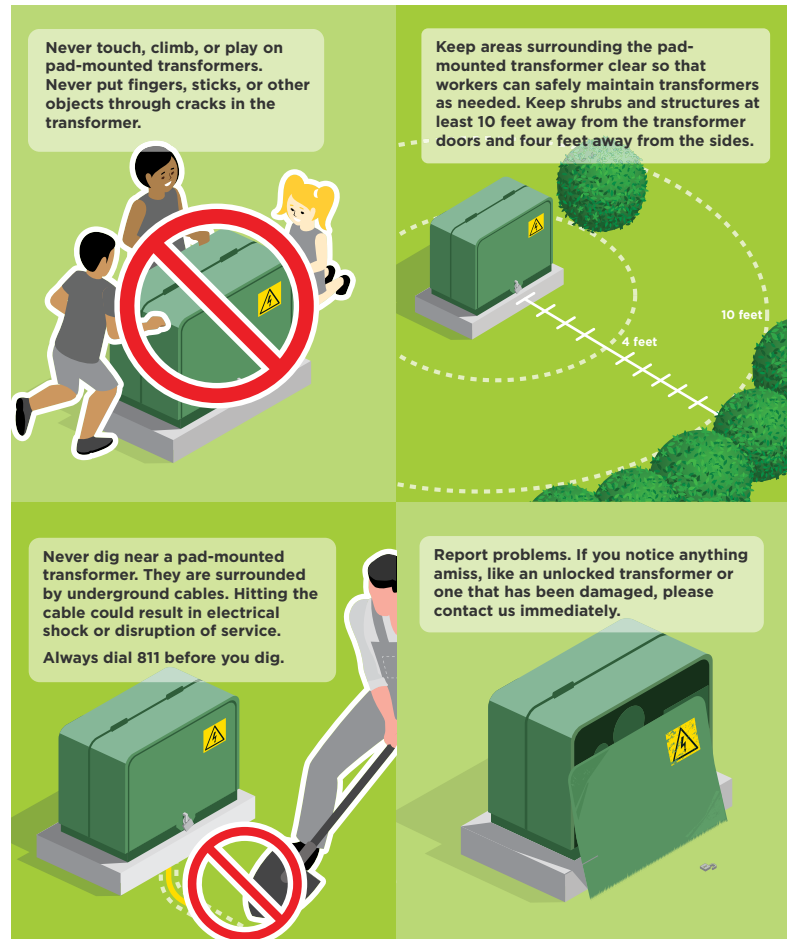 Never touch, climb, or play on
pad-mounted transformers.
Never put fingers, sticks, or other
objects through cracks in the
transformer.
Keep areas surrounding the pad-
mounted transformer clear so that
workers can safely maintain transformers
as needed. Keep shrubs and structures at
least 10 feet away from the transformer
doors and four feet away from the sides.
10 feet
4 feet
Never dig near a pad-mounted
transformer. They are surrounded
by underground cables. Hitting the
cable could result in electrical
shock or disruption of service.
Always dial 811 before you dig.
Report problems. If you notice anything
amiss, like an unlocked transformer or
one that has been damaged, please
contact us immediately.